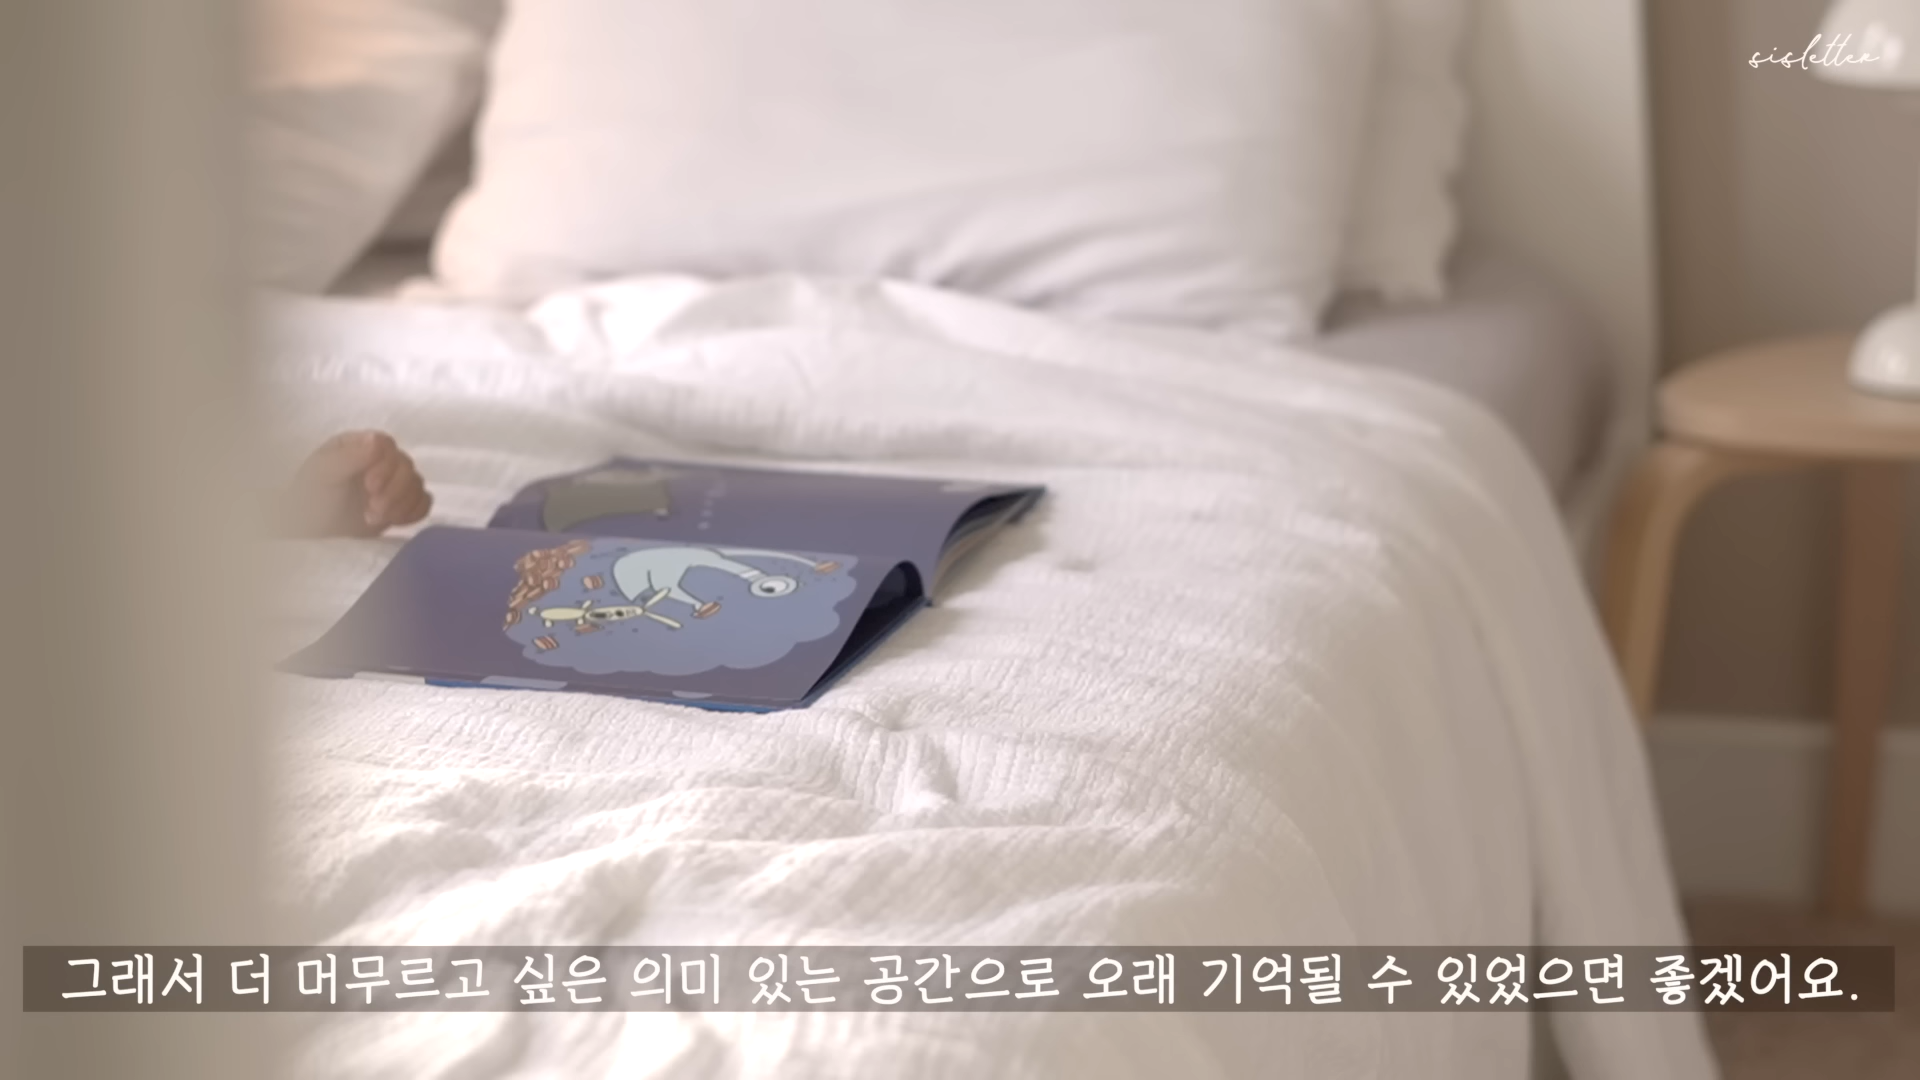 sisletter
그래서 더 머무르고 싶은 의미 있는 공간으로 오래 기억될 수 있었으면 좋겠어요.